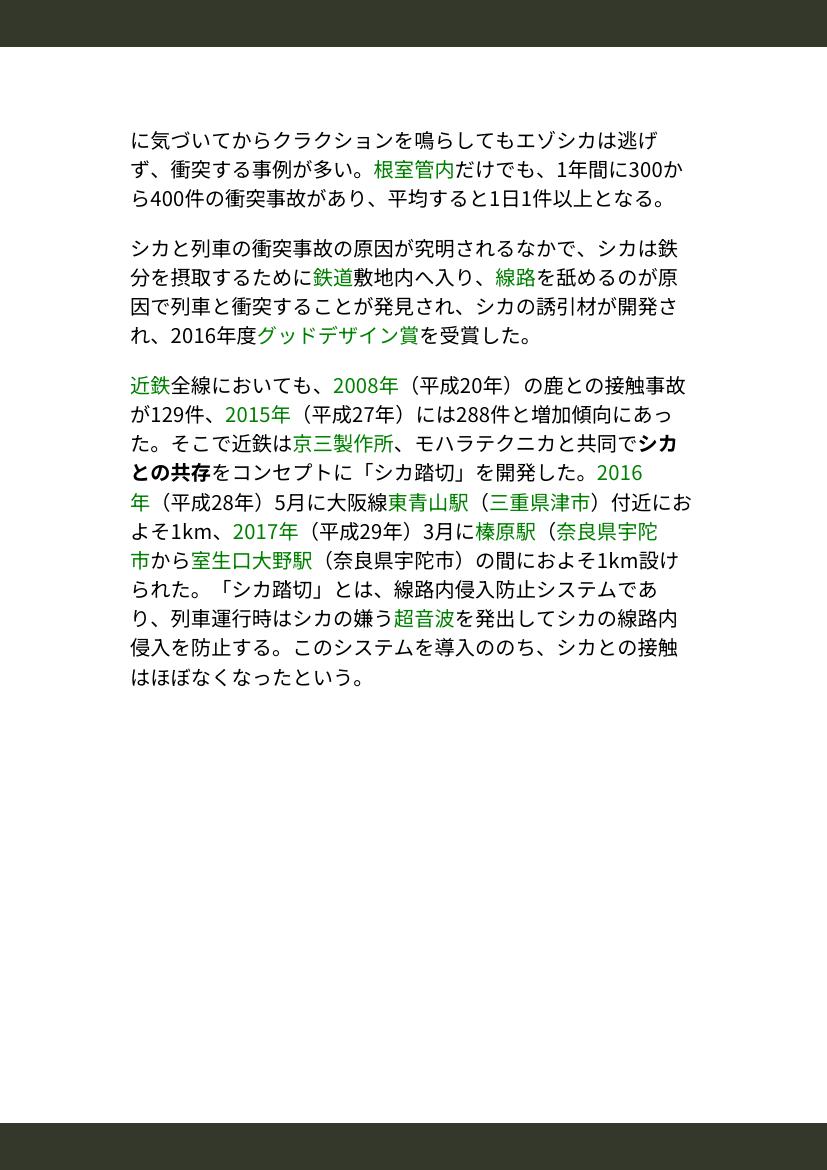 に気づいてからクラクションを鳴らしてもエゾシカは逃げ
ず、衝突する事例が多い。根室管内だけでも、1年間に300か
ら400件の衝突事故があり、平均すると1日1件以上となる。
シカと列車の衝突事故の原因が究明されるなかで、シカは鉄
分を摂取するために鉄道敷地内へ入り、線路を舐めるのが原
因で列車と衝突することが発見され、シカの誘引材が開発さ
れ、2016年度グッドデザイン賞を受賞した。
近鉄全線においても、2008年（平成20年）の鹿との接触事故
が129件、2015年（平成27年）には288件と増加傾向にあっ
た。そこで近鉄は京三製作所、モハラテクニカと共同でシカ
との共存をコンセプトに「シカ踏切」を開発した。2016
年（平成28年）5月に大阪線東青山駅（三重県津市）付近にお
よそ1km、2017年（平成29年）3月に榛原駅（奈良県宇陀
市から室生口大野駅（奈良県宇陀市）の間におよそ1km設け
られた。「シカ踏切」とは、線路内侵入防止システムであ
り、列車運行時はシカの嫌う超音波を発出してシカの線路内
侵入を防止する。このシステムを導入ののち、シカとの接触
はほぼなくなったという。